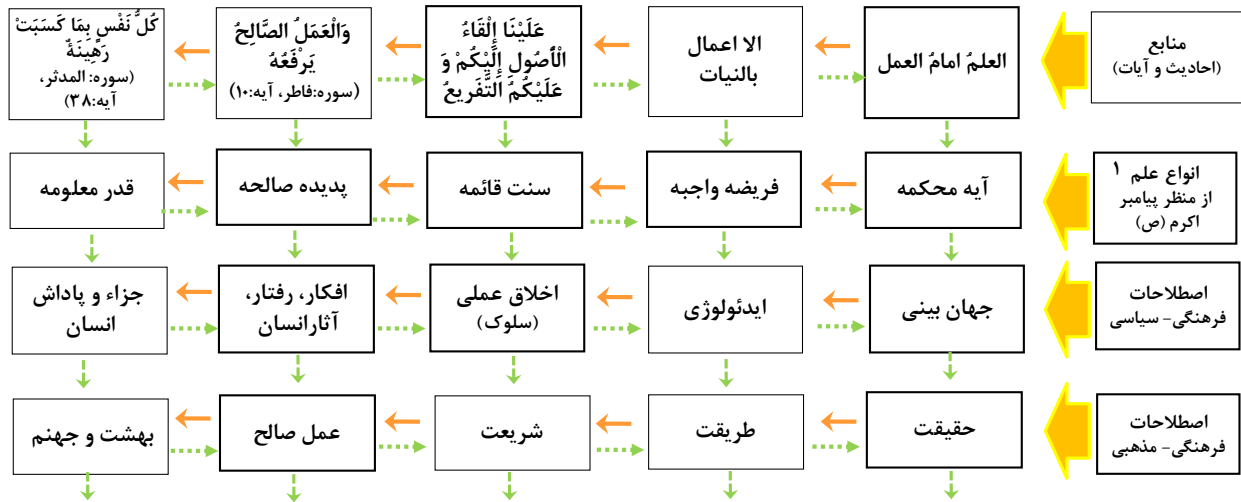 منابع
(احادیث و آیات)
العلمُ امامُ العمل
الا اعمال
بالنیات
عَلَیْنَا إِلْقَاءُ
الْأُصُولِ إِلَیْكُمْ وَ
عَلَیْكُمُ التَّفْرِیعُ
وَالْعَمَلُ الصَّالِحُ
یَرْفَعُهُ
(سوره:فاطر، آیه:۱۰)
كُلُّ نَفْسٍ بِمَا كَسَبَتْ
رَهِینَةٌ
(سوره: المدثر،
آیه:۳۸)
انواع علم ۱
از منظر پیامبر
اکرم (ص)
آیه محکمه
فریضه واجبه
سنت قائمه
پدیده صالحه
قدر معلومه
اصطلاحات
فرهنگی- سیاسی
جهان بینی
ایدئولوژی
اخلاق عملی
(سلوک)
افکار، رفتار،
آثارانسان
جزاء و پاداش
انسان
اصطلاحات
فرهنگی- مذهبی
حقیقت
طریقت
شریعت
عمل صالح
بهشت و جهنم